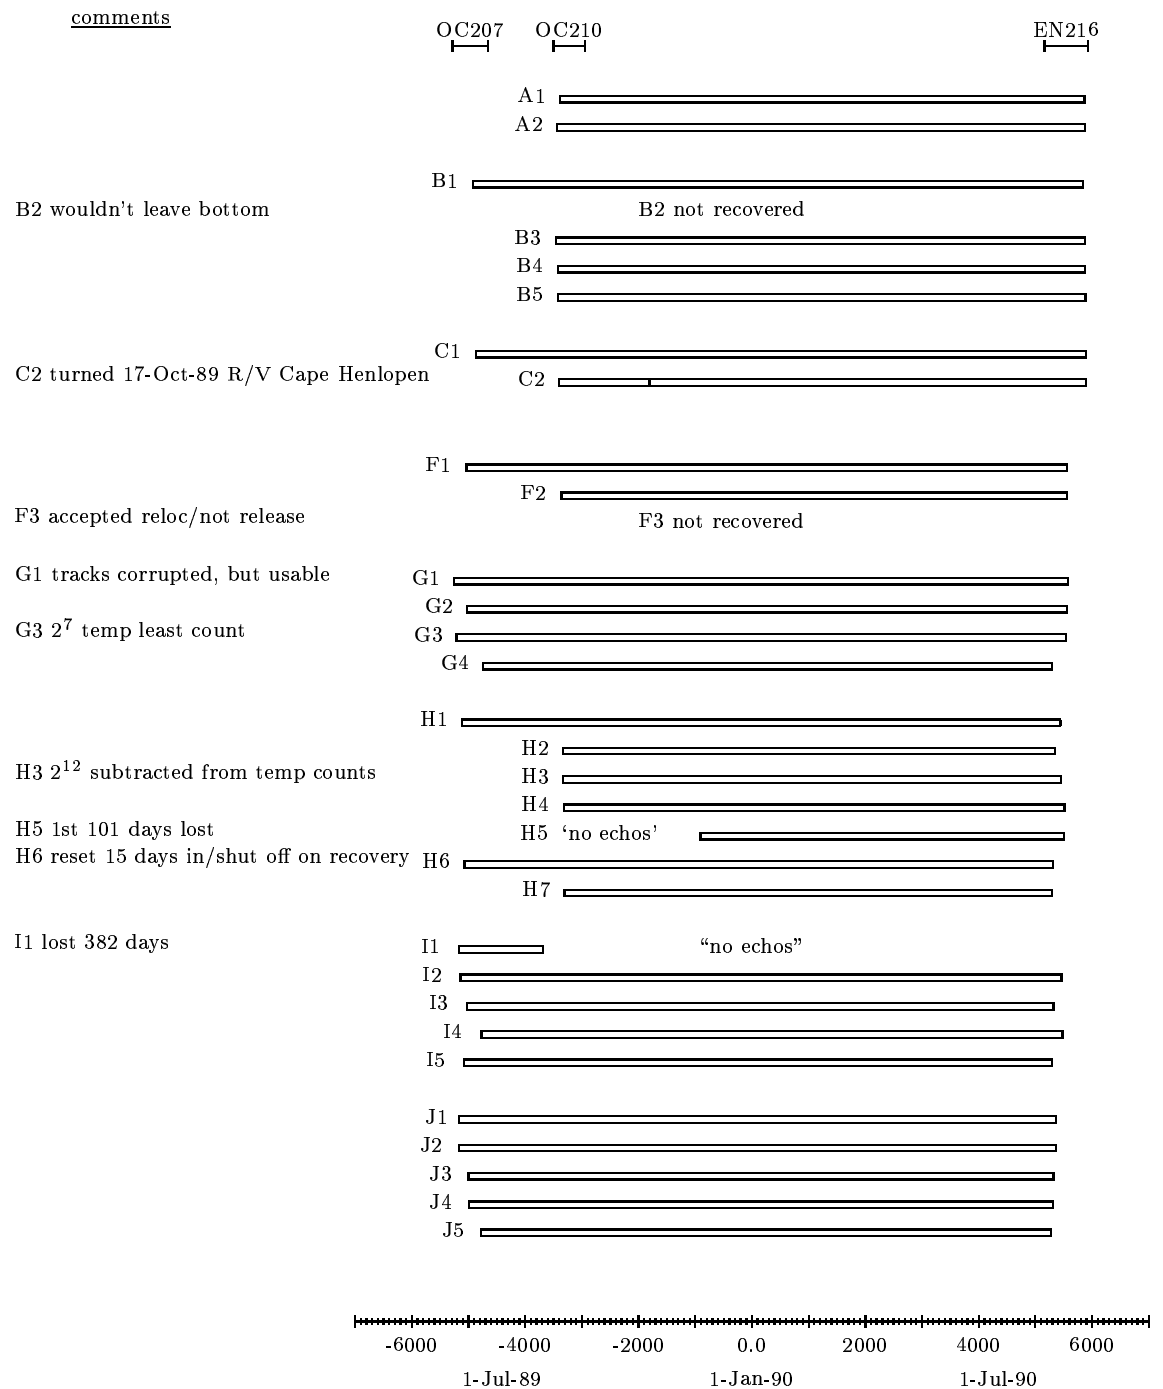 comments
OC207 OC210 EN216
A1
A2
B1
B2 wouldn't leave bottom B2 not recovered
B3
B4
B5
C1
C2 turned 17-Oct-89 R/V Cape Henlopen C2
F1
F2
F3 accepted reloc/not release F3 not recovered
G1 tracks corrupted, but usable G1
G2
G3 2^7 temp least count G3
G4
H1
H2
H3 2^12 subtracted from temp counts H3
H4
H5 1st 101 days lost H5 ‘no echos’
H6 reset 15 days in/shut off on recovery H6
H7
I1 lost 382 days I1 “no echos”
I2
I3
I4
I5
J1
J2
J3
J4
J5
-6000 -4000 -2000 0.0 2000 4000 6000
1-Jul-89 1-Jan-90 1-Jul-90